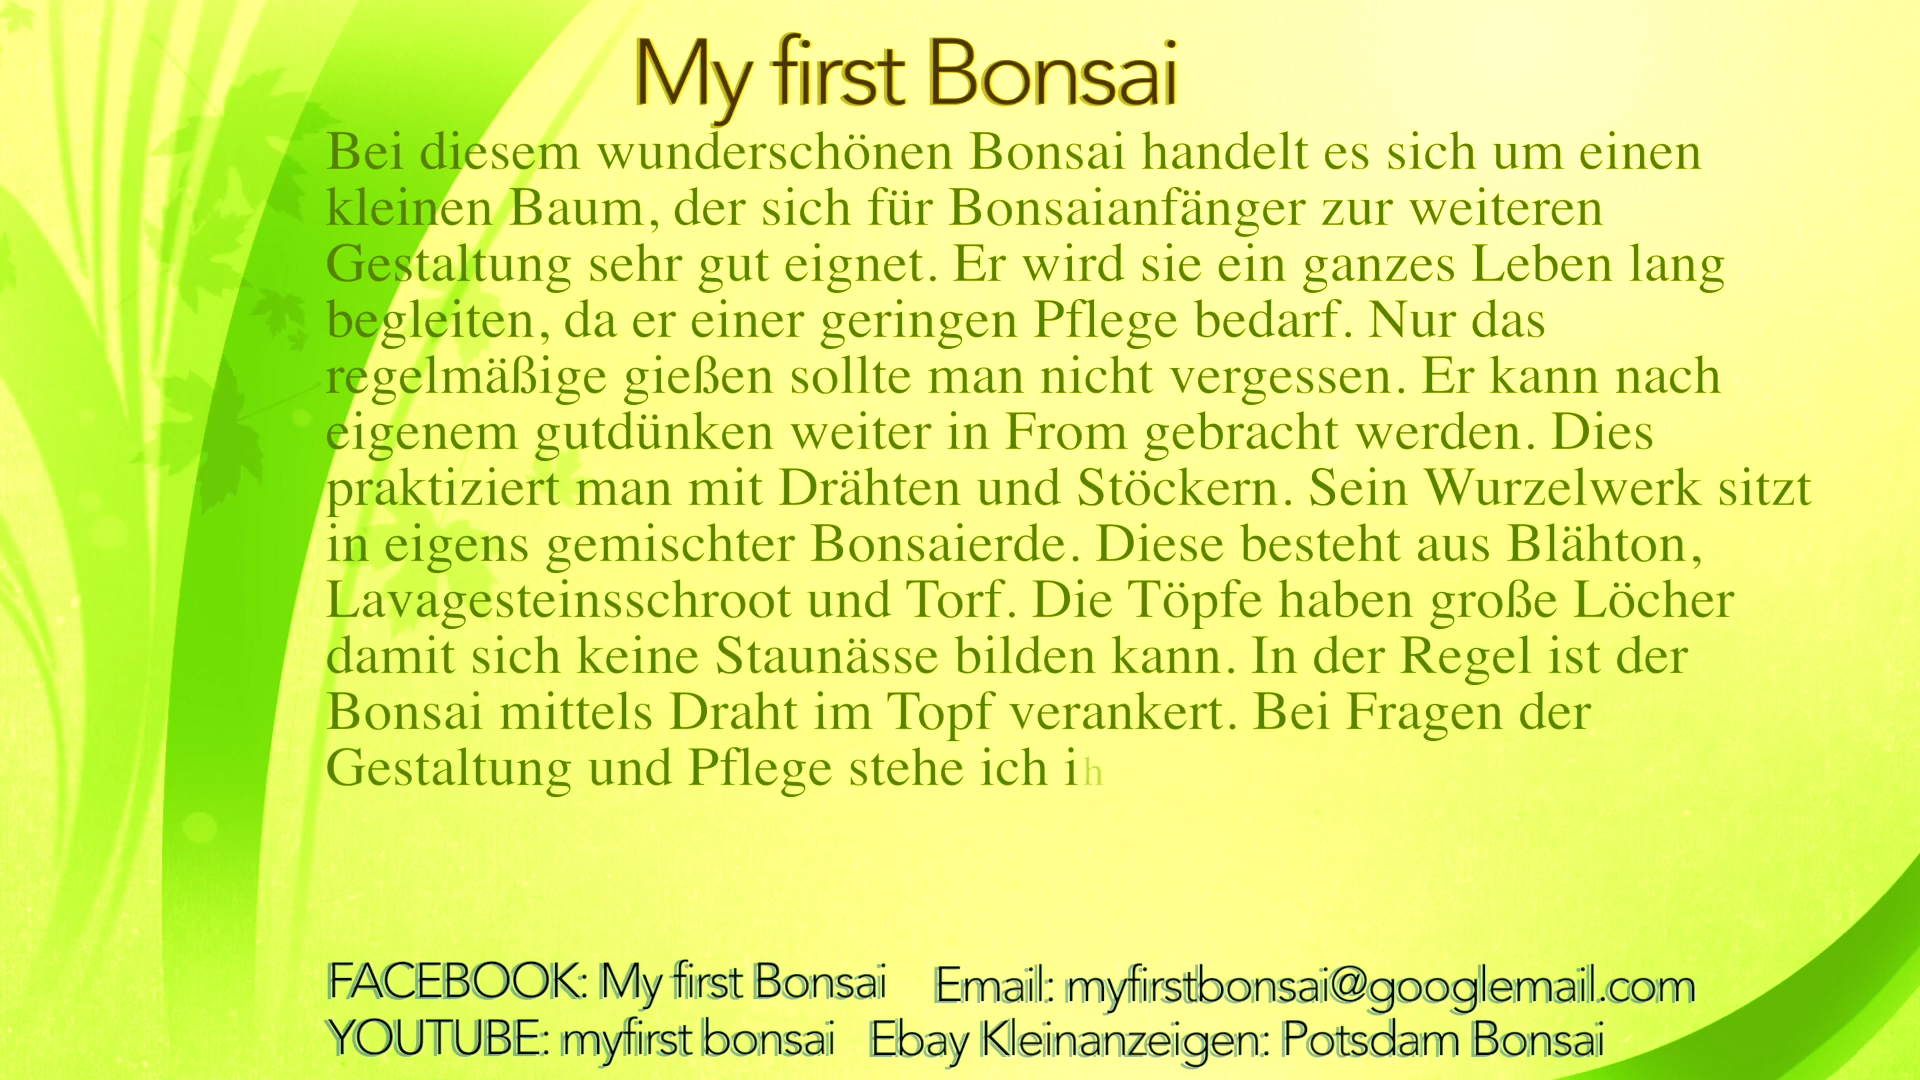 My first Bonsai
Bei diesem wunderschönen Bonsai handelt es sich um einen
kleinen Baum, der sich für Bonsaianfänger zur weiteren
Gestaltung sehr gut eignet. Er wird sie ein ganzes Leben lang
begleiten, da er einer geringen Pflege bedarf. Nur das
regelmäßige gießen sollte man nicht vergessen. Er kann nach
eigenem gutdünken weiter in From gebracht werden. Dies
praktiziert man mit Drähten und Stöckern. Sein Wurzelwerk sitzt
in eigens gemischter Bonsaierde. Diese besteht aus Blähton,
Lavagesteinsschroot und Torf. Die Töpfe haben große Löcher
damit sich keine Staunässe bilden kann. In der Regel ist der
Bonsai mittels Draht im Topf verankert. Bei Fragen der
Gestaltung und Pflege stehe ich ih
FACEBOOK: My first Bonsai Email: myfirstbonsai@googlemail.com
YOUTUBE: myfirst bonsai Ebay Kleinanzeigen: Potsdam Bonsai